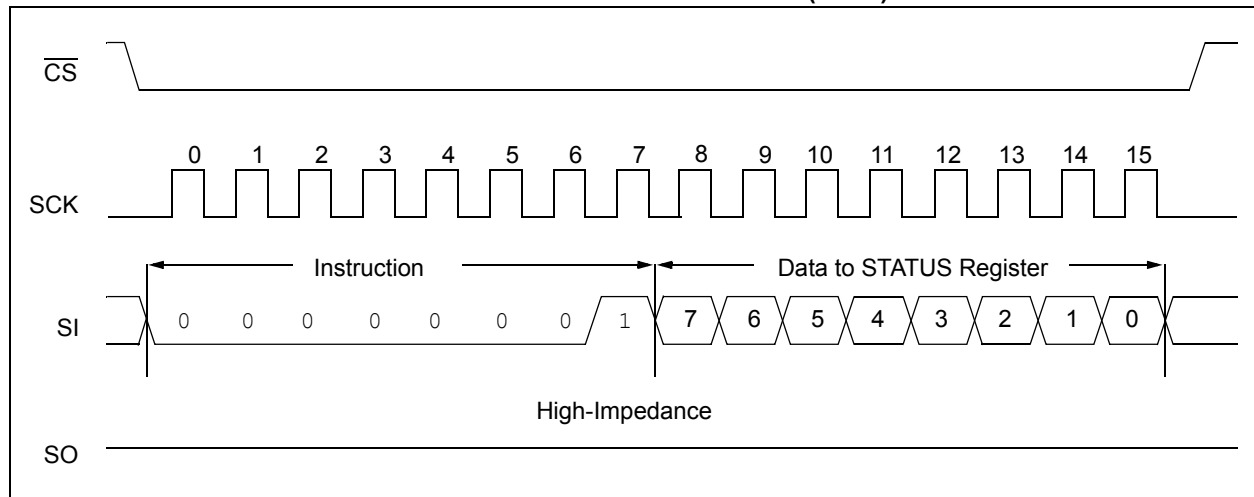 CS
0 1 2 3 4 5 6 7 8 9 10 11 12 13 14 15
SCK
Instruction Data to STATUS Register
SI 0 0 0 0 0 0 0 1 7 6 5 4 3 2 1 0
High-Impedance
SO